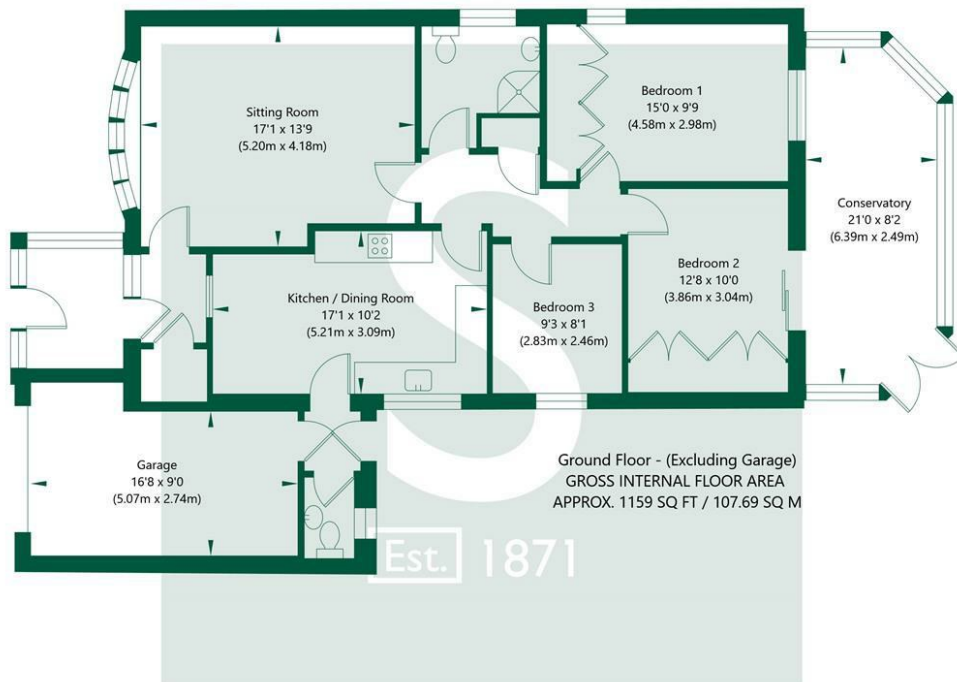 Sitting Room
17'1 x 13'9
(5.20m x 4.18m)
Bedroom 1
15'0 x 9'9
(4.58m x 2.98m)
Conservatory
21'0 x 8'2
(6.39m x 2.49m)
Kitchen / Dining Room
17'1 x 10'2
(5.21m x 3.09m)
Bedroom 3
9'3 x 8'1
(2.83m x 2.46m)
Bedroom 2
12'8 x 10'0
(3.86m x 3.04m)
Garage
16'8 x 9'0
(5.07m x 2.74m)
Ground Floor - (Excluding Garage)
GROSS INTERNAL FLOOR AREA
APPROX. 1159 SQ FT / 107.69 SQ M
S
Est. 1871